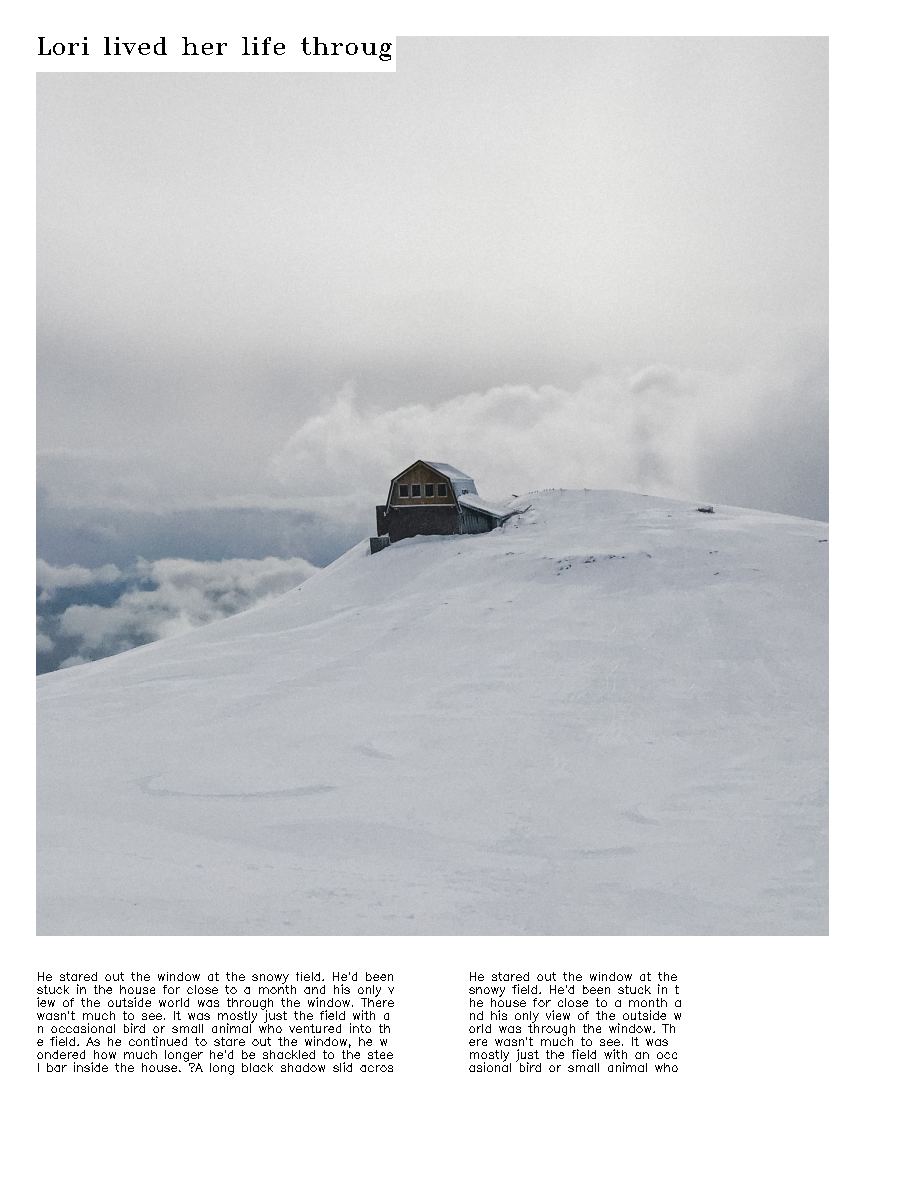 Lori lived her life throug
He stared out the window at the snowy field. He'd been
stuck in the house for close to a month and his only v
iew of the outside world was through the window. There
wasn't much to see. It was mostly just the field with a
n occasional bird or small animal who ventured into th
e field. As he continued to stare out the window, he w
ondered how much longer he'd be shackled to the stee
l bar inside the house. ?A long black shadow slid acros
He stared out the window at the
snowy field. He'd been stuck in t
he house for close to a month a
nd his only view of the outside w
orld was through the window. Th
ere wasn't much to see. It was
mostly just the field with an occ
asional bird or small animal who